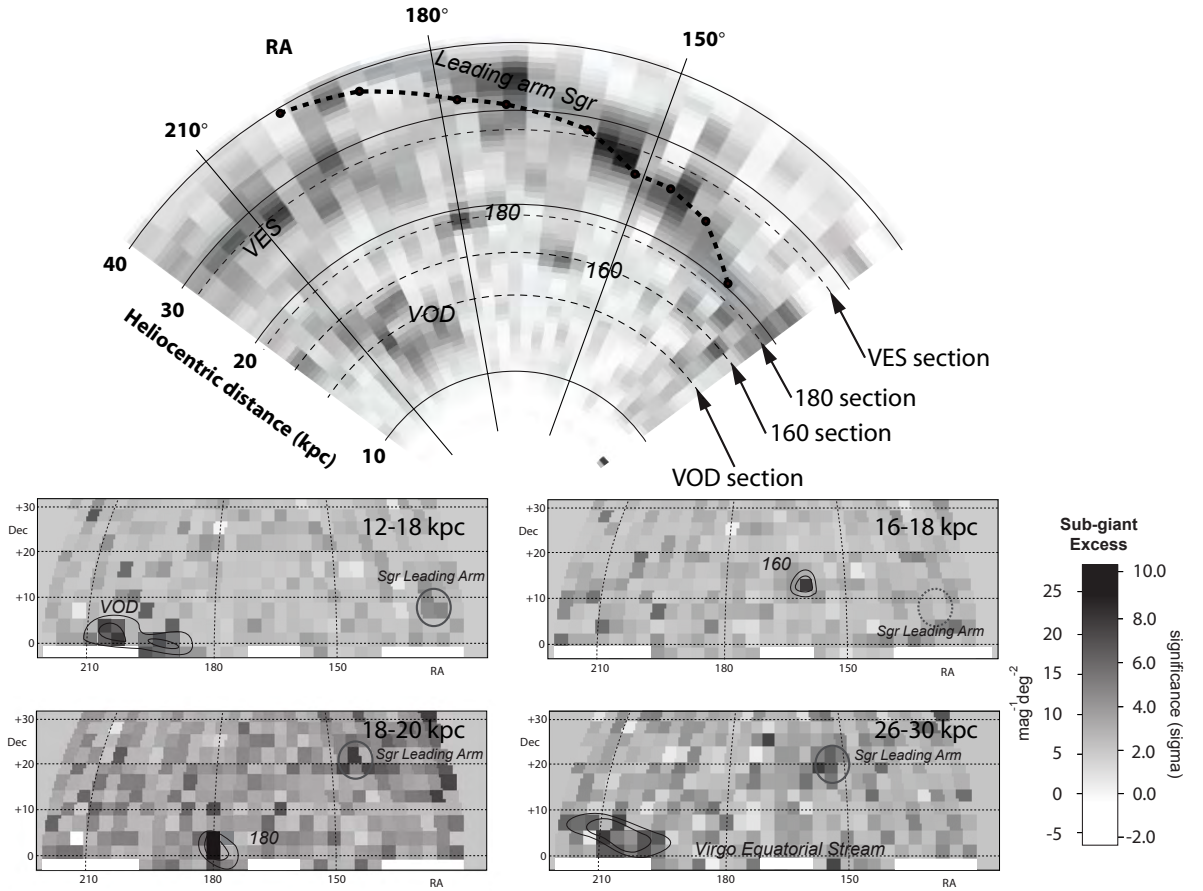 180°
RA
150°
Leading arm Sgr
210°
VES
180
160
VOD
40
30
20
10
Heliocentric distance (kpc)
VES section
180 section
160 section
VOD section
+30
Dec
+20
+10
0
12-18 kpc
Sgr Leading Arm
VOD
210
180
150
RA
+30
Dec
+20
+10
0
16-18 kpc
160
Sgr Leading Arm
210
180
150
RA
+30
Dec
+20
+10
0
18-20 kpc
Sgr Leading Arm
180
210
180
150
RA
+30
Dec
+20
+10
0
26-30 kpc
Sgr Leading Arm
Virgo Equatorial Stream
210
180
150
RA
Sub-giant
Excess
25
20
15
10
5
0
-5
mag-1deg-2
10.0
8.0
6.0
4.0
2.0
0.0
-2.0
significance (sigma)